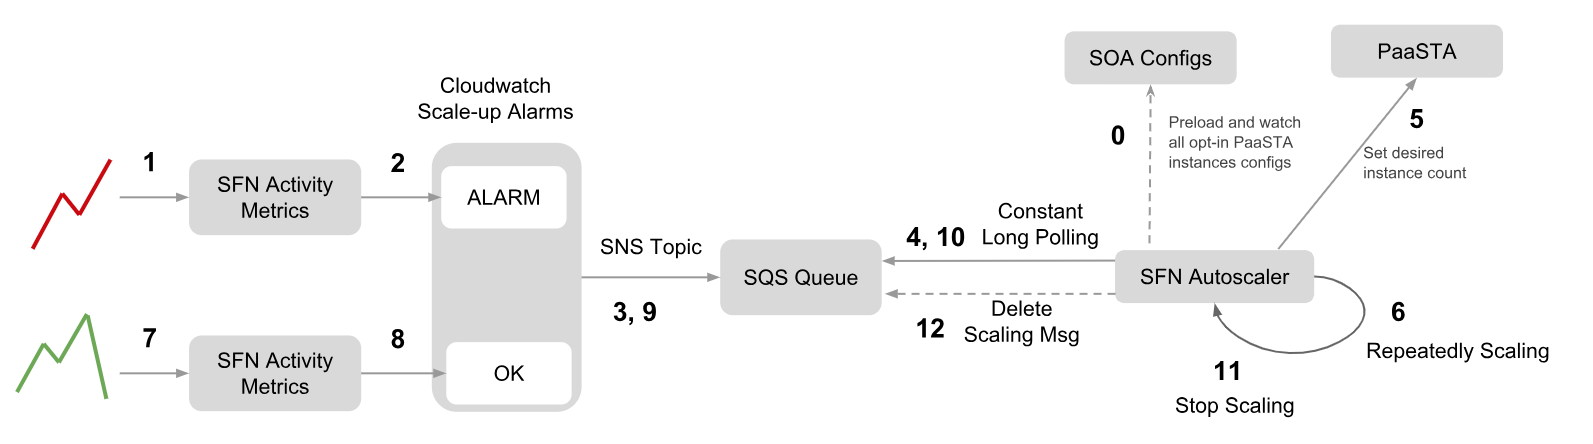 Cloudwatch
Scale-up Alarms
1
SFN Activity
Metrics
2
ALARM
7
SFN Activity
Metrics
8
OK
SNS Topic
3, 9
SQS Queue
4, 10
Constant
Long Polling
12
Delete
Scaling Msg
SOA Configs
0
Preload and watch
all opt-in PaaSTA
instances configs
PaaSTA
5
Set desired
instance count
SFN Autoscaler
6
Repeatedly Scaling
11
Stop Scaling